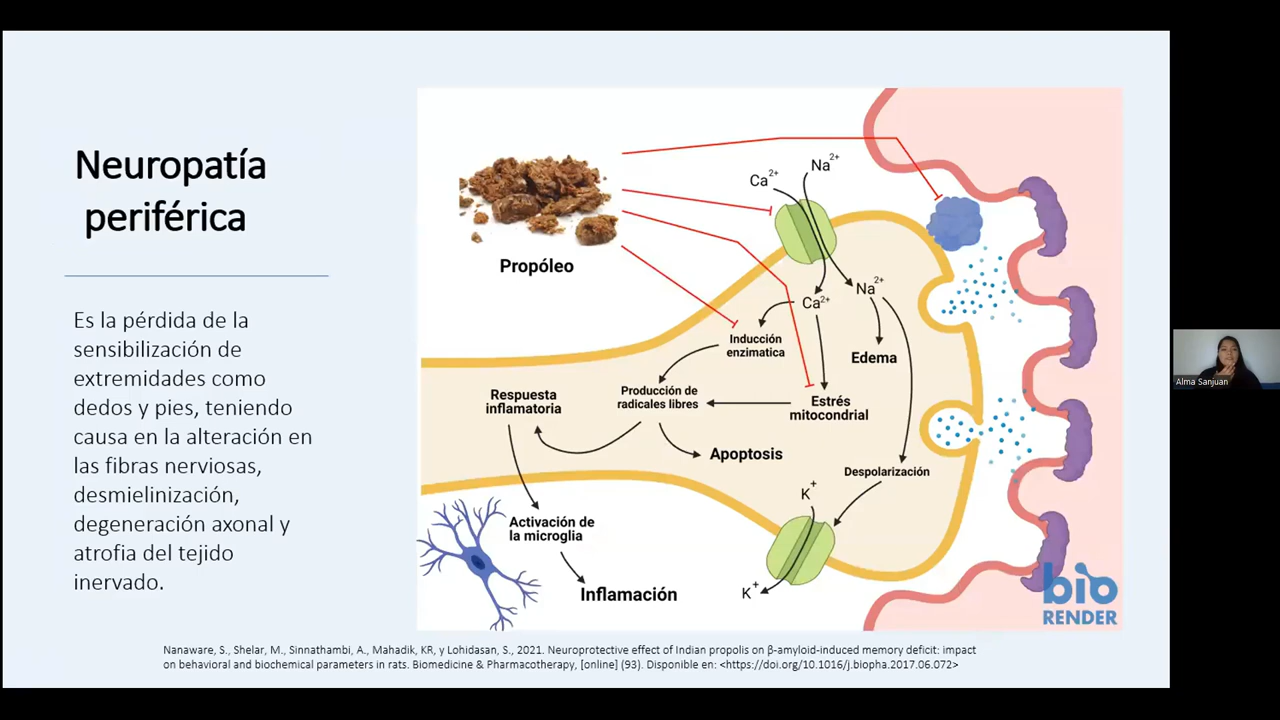 Neuropatía
periférica
Es la pérdida de la
sensibilización de
extremidades como
dedos y pies, teniendo
causa en la alteración en
las fibras nerviosas,
desmielinización,
degeneración axonal y
atrofia del tejido
inervado.
Propóleo
Ca2+
Na2+
Ca2+
Na2+
Inducción
enzimatica
Edema
Respuesta
inflamatoria
Producción de
radicales libres
Estrés
mitocondrial
Apoptosis
Despolarización
K+
Activación de
la microglia
Inflamación
K+
bio
RENDER
Nanaware, S., Shelar, M., Sinnathambi, A., Mahadik, KR, y Lohidasan, S., 2021. Neuroprotective effect of Indian propolis on β-amyloid-induced memory deficit: impact
on behavioral and biochemical parameters in rats. Biomedicine & Pharmacotherapy, [online] (93). Disponible en: <https://doi.org/10.1016/j.biopha.2017.06.072>
Alma Sanjuan